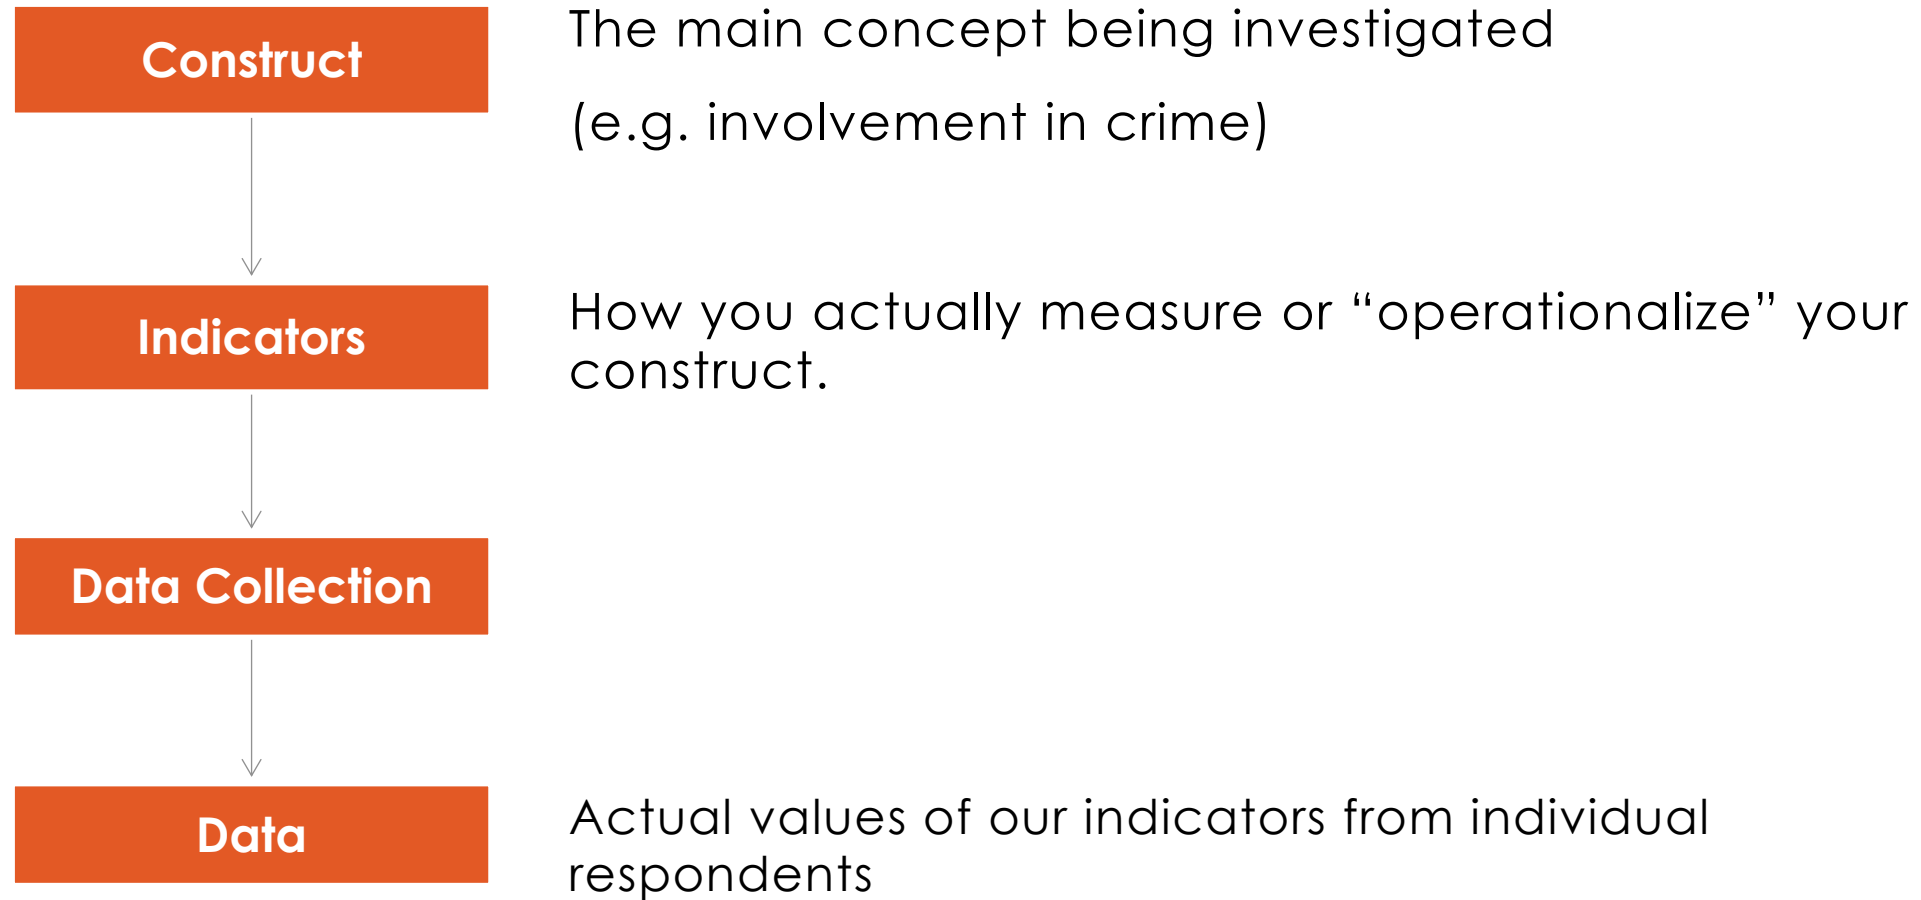 Construct
The main concept being investigated
(e.g. involvement in crime)
Indicators
How you actually measure or “operationalize” your
construct.
Data Collection
Data
Actual values of our indicators from individual
respondents